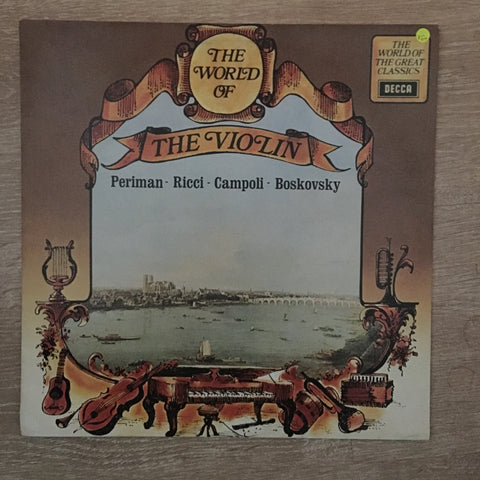 THE
WORLD
OF
THE VIOLIN
Periman - Ricci - Campoli - Boskovsky
THE
WORLD OF
THE GREAT
CLASSICS
DECCA